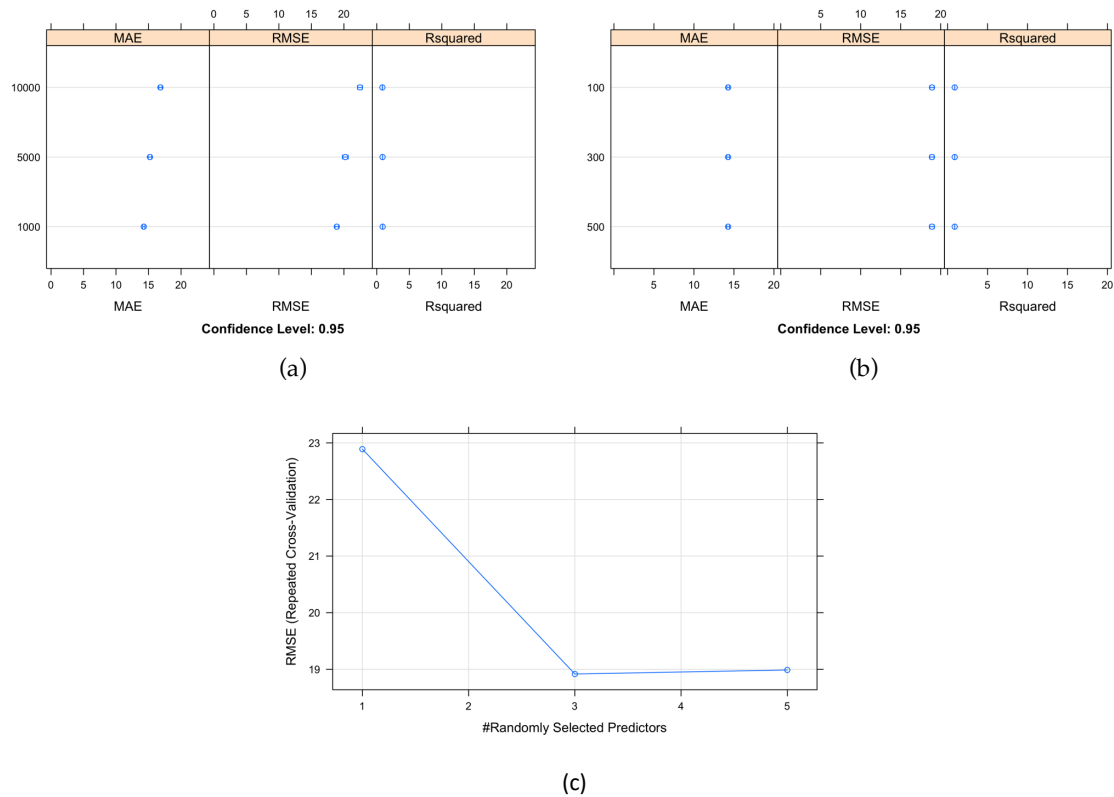 0 5 10 15 20
MAE RMSE Rsquared
10000
5000
1000
0 5 10 15 20 0 5 10 15 20
MAE RMSE Rsquared
Confidence Level: 0.95
(a)
5 10 15 20
MAE RMSE Rsquared
100
300
500
5 10 15 20 5 10 15 20
MAE RMSE Rsquared
Confidence Level: 0.95
(b)
RMSE (Repeated Cross-Validation)
23
22
21
20
19
1 2 3 4 5
#Randomly Selected Predictors
(c)